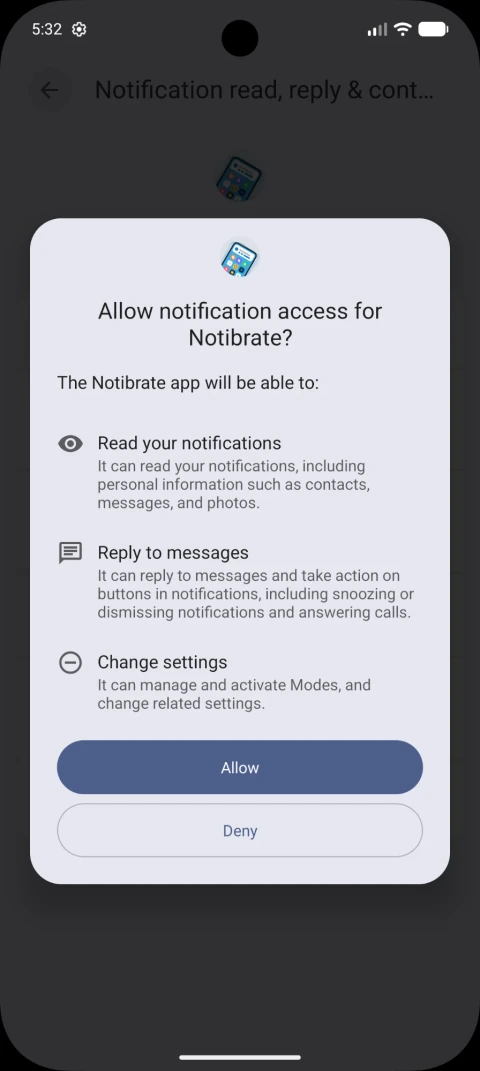 5:32
Notification read, reply & cont...
Allow notification access for
Notibrate?
The Notibrate app will be able to:
Read your notifications
It can read your notifications, including
personal information such as contacts,
messages, and photos.
Reply to messages
It can reply to messages and take action on
buttons in notifications, including snoozing or
dismissing notifications and answering calls.
Change settings
It can manage and activate Modes, and
change related settings.
Allow
Deny